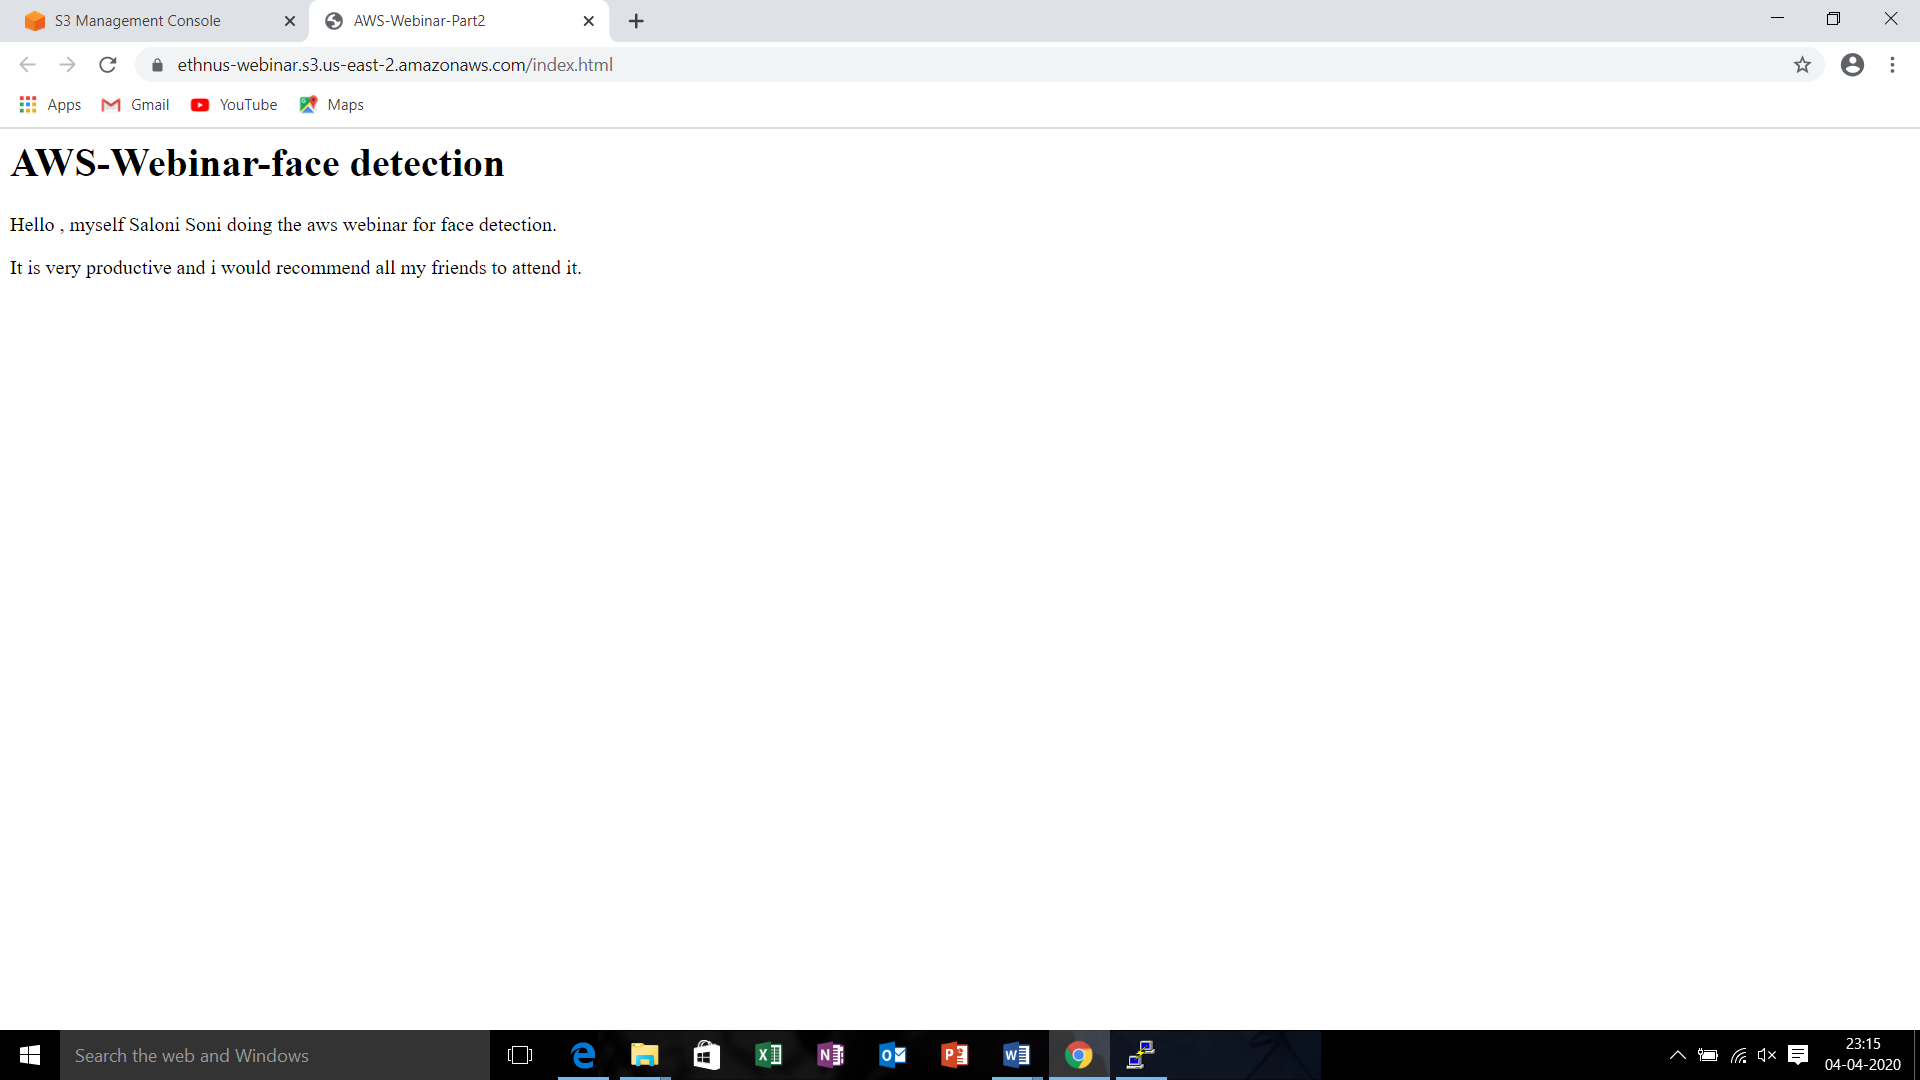 S3 Management Console
AWS-Webinar-Part2
ethnus-webinar.s3.us-east-2.amazonaws.com/index.html
Apps
Gmail
YouTube
Maps
AWS-Webinar-face detection
Hello , myself Saloni Soni doing the aws webinar for face detection.
It is very productive and i would recommend all my friends to attend it.
Search the web and Windows
23:15
04-04-2020